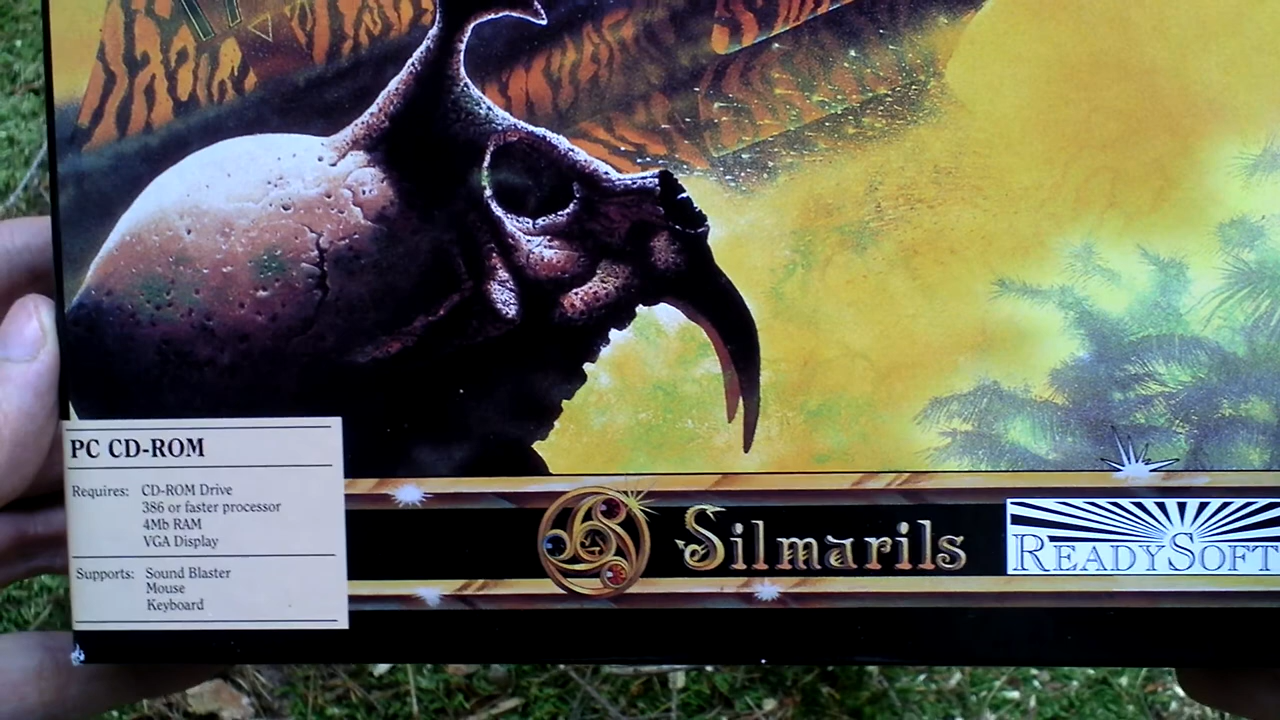 PC CD-ROM
Requires: CD-ROM Drive
386 or faster processor
4Mb RAM
VGA Display
Supports: Sound Blaster
Mouse
Keyboard
Silmarils
READYSOFT